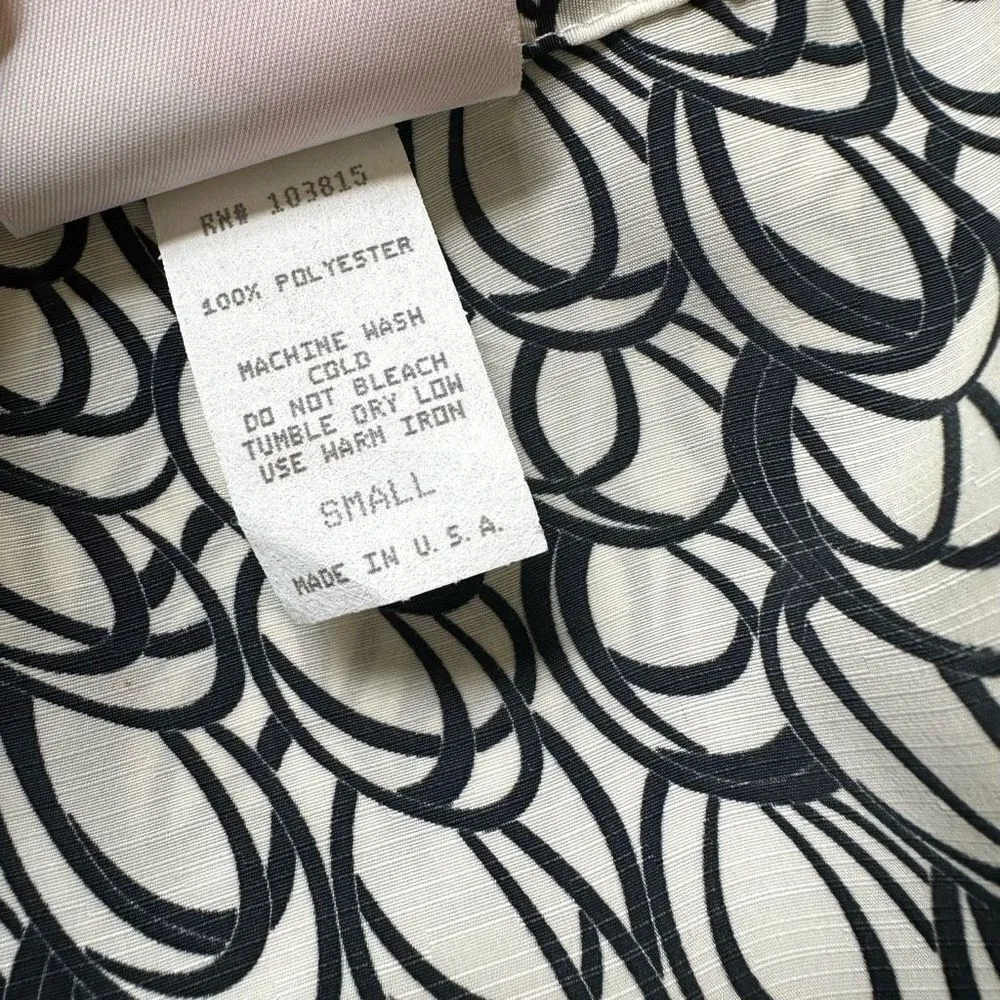 RN# 103815
100% POLYESTER
MACHINE WASH
COLD
DO NOT BLEACH
TUMBLE DRY LOW
USE WARM IRON
SMALL
MADE IN U.S.A.